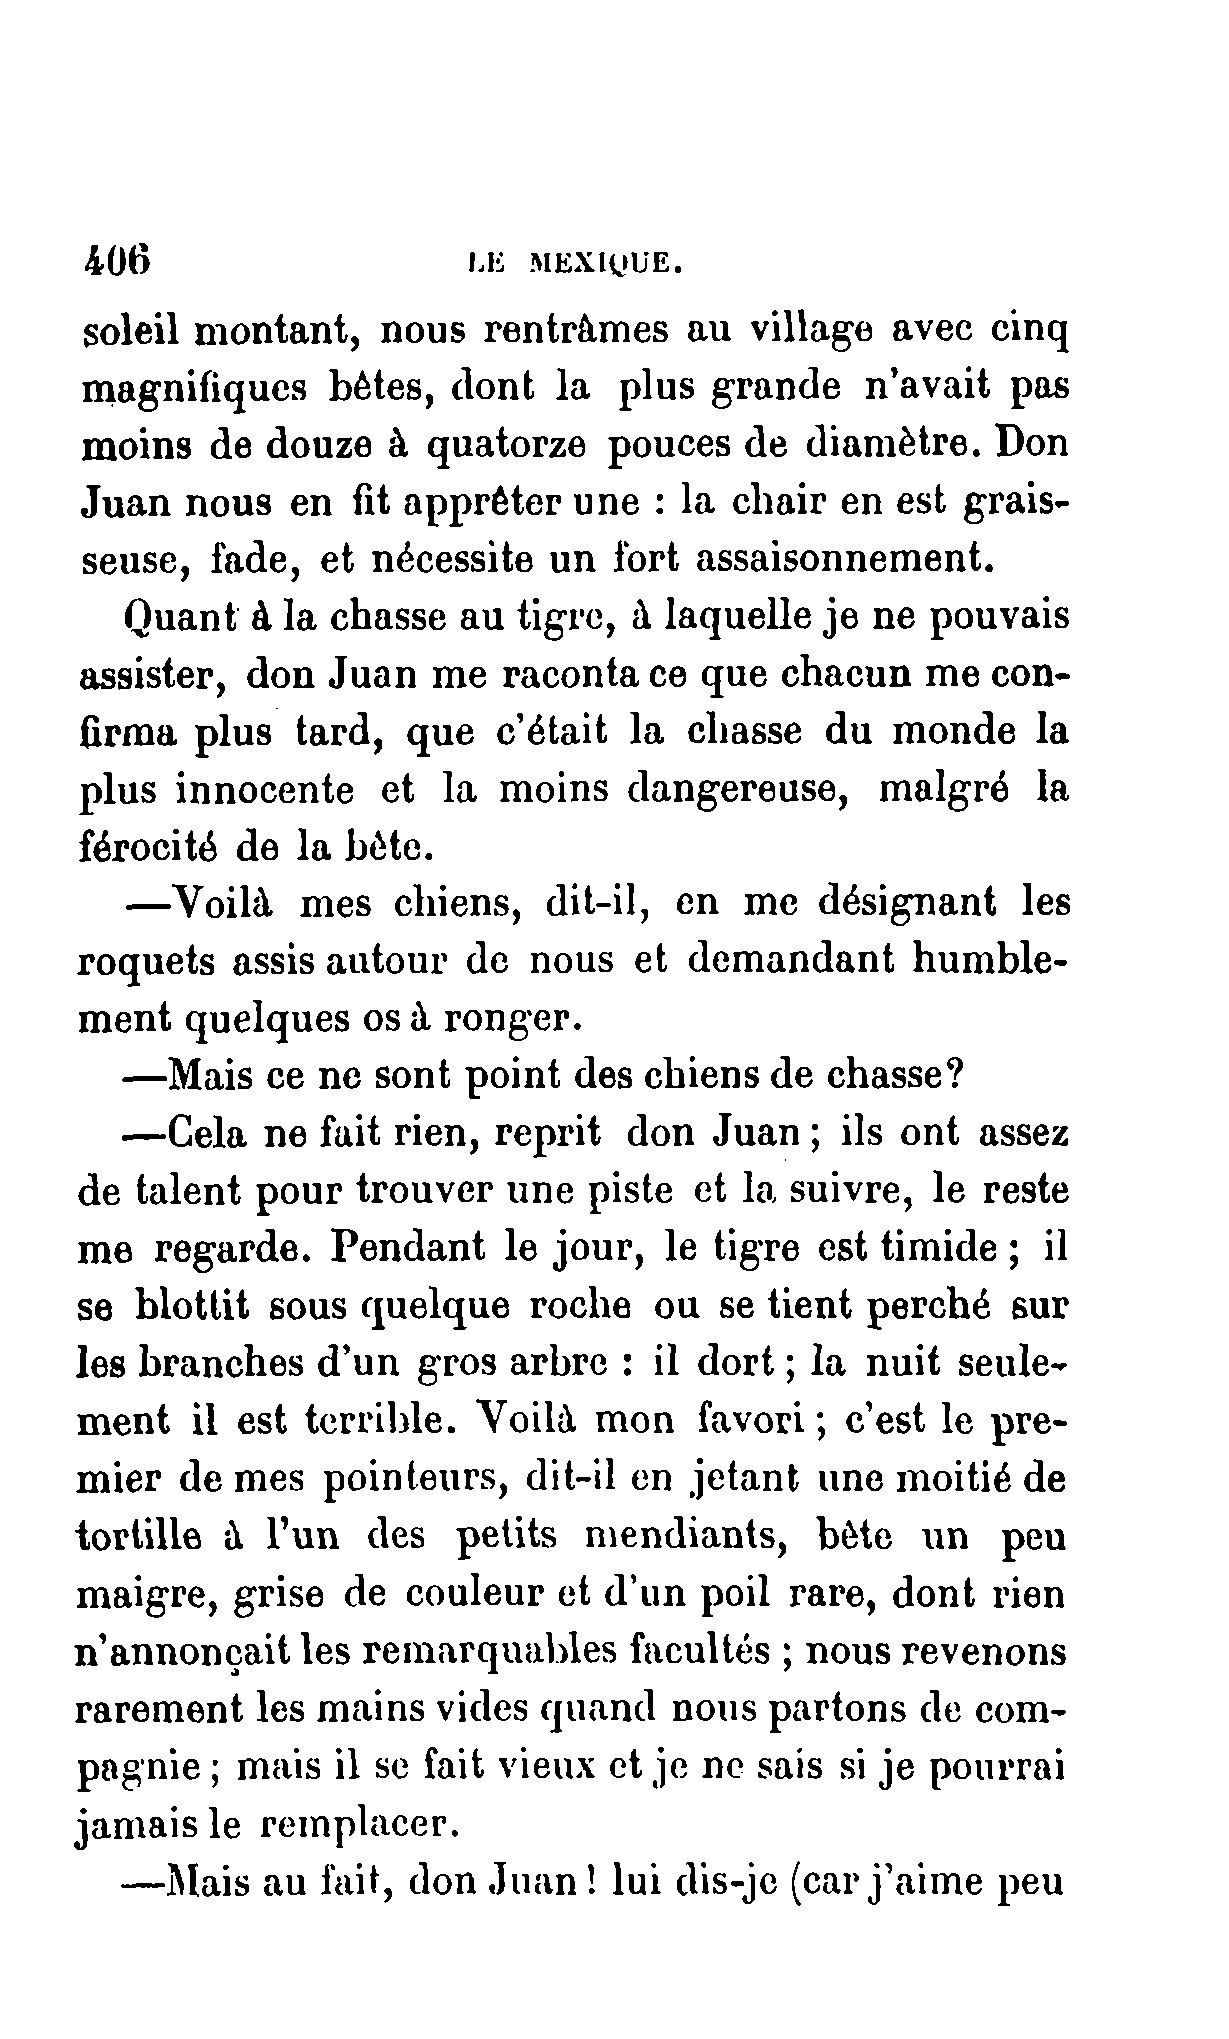 406 LE MEXIQUE.
soleil montant, nous rentrâmes au village avec cinq
magnifiques bêtes, dont la plus grande n'avait pas
moins de douze à quatorze pouces de diamètre. Don
Juan nous en fit apprêter une : la chair en est grais-
seuse, fade, et nécessite un fort assaisonnement.
Quant à la chasse au tigre, à laquelle je ne pouvais
assister, don Juan me raconta ce que chacun me con-
firma plus tard, que c'était la chasse du monde la
plus innocente et la moins dangereuse, malgré la
férocité de la bête.
—Voilà mes chiens, dit-il, en me désignant les
roquets assis autour de nous et demandant humble-
ment quelques os à ronger.
—Mais ce ne sont point des chiens de chasse?
—Cela ne fait rien, reprit don Juan ; ils ont assez
de talent pour trouver une piste et la suivre, le reste
me regarde. Pendant le jour, le tigre est timide ; il
se blottit sous quelque roche ou se tient perché sur
les branches d'un gros arbre : il dort ; la nuit seule-
ment il est terrible. Voilà mon favori ; c'est le pre-
mier de mes pointeurs, dit-il en jetant une moitié de
tortille à l'un des petits mendiants, bête un peu
maigre, grise de couleur et d'un poil rare, dont rien
n'annonçait les remarquables facultés ; nous revenons
rarement les mains vides quand nous partons de com-
pagnie ; mais il se fait vieux et je ne sais si je pourrai
jamais le remplacer.
—Mais au fait, don Juan ! lui dis-je (car j'aime peu